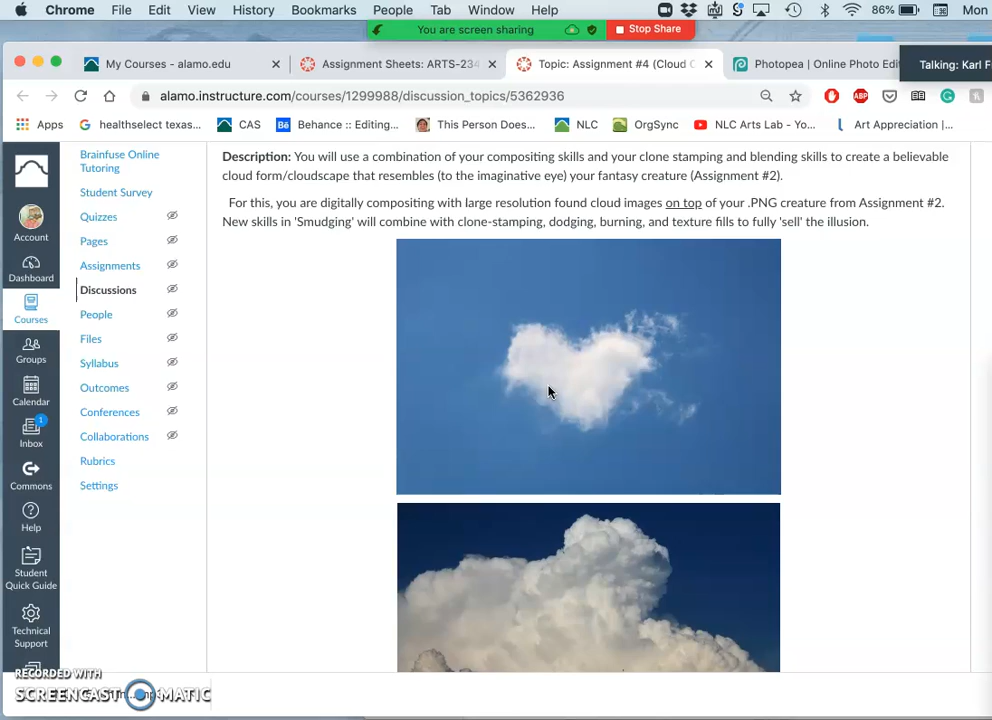 Chrome File Edit View History Bookmarks People Tab Window Help 86% Mon
You are screen sharing Stop Share
My Courses - alamo.edu Assignment Sheets: ARTS-234 Topic: Assignment #4 (Cloud C Photopea | Online Photo Edi Talking: Karl F
alamo.instructure.com/courses/1299988/discussion_topics/5362936 ABP
Apps healthselect texas... CAS Behance :: Editing... This Person Does... NLC OrgSync NLC Arts Lab - Yo... Art Appreciation |...
Account
Dashboard
Courses
Groups
Calendar
1
Inbox
Commons
Help
Student
Quick Guide
Technical
Support
Brainfuse Online
Tutoring
Student Survey
Quizzes
Pages
Assignments
Discussions
People
Files
Syllabus
Outcomes
Conferences
Collaborations
Rubrics
Settings
Description: You will use a combination of your compositing skills and your clone stamping and blending skills to create a believable
cloud form/cloudscape that resembles (to the imaginative eye) your fantasy creature (Assignment #2).
For this, you are digitally compositing with large resolution found cloud images on top of your .PNG creature from Assignment #2.
New skills in 'Smudging' will combine with clone-stamping, dodging, burning, and texture fills to fully 'sell' the illusion.
RECORDED WITH
SCREENCAST MATIC